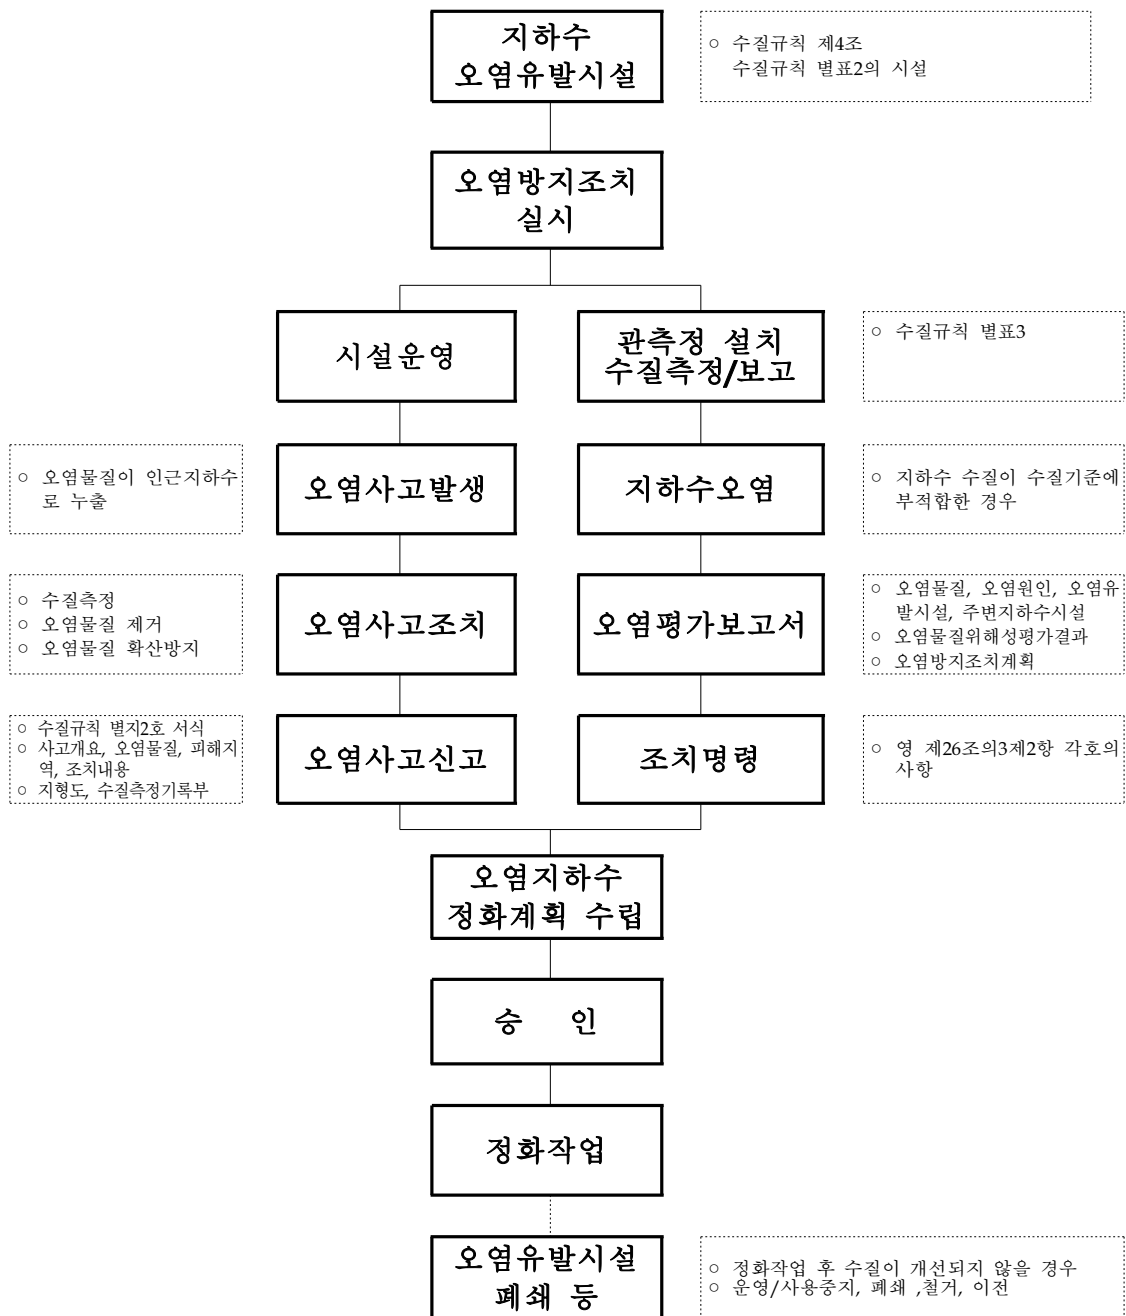 지하수
오염유발시설
○ 수질규칙 제4조
수질규칙 별표2의 시설
오염방지조치
실시
시설운영
관측정 설치
수질측정/보고
○ 수질규칙 별표3
○ 오염물질이 인근지하수
로 누출
오염사고발생
지하수오염
○ 지하수 수질이 수질기준에
부적합한 경우
○ 수질측정
○ 오염물질 제거
○ 오염물질 확산방지
오염사고조치
오염평가보고서
○ 오염물질, 오염원인, 오염유
발시설, 주변지하수시설
○ 오염물질위해성평가결과
○ 오염방지조치계획
○ 수질규칙 별지2호 서식
○ 사고개요, 오염물질, 피해지
역, 조치내용
○ 지형도, 수질측정기록부
오염사고신고
조치명령
○ 영 제26조의3제2항 각호의
사항
오염지하수
정화계획 수립
승 인
정화작업
오염유발시설
폐쇄 등
○ 정화작업 후 수질이 개선되지 않을 경우
○ 운영/사용중지, 폐쇄 ,철거, 이전